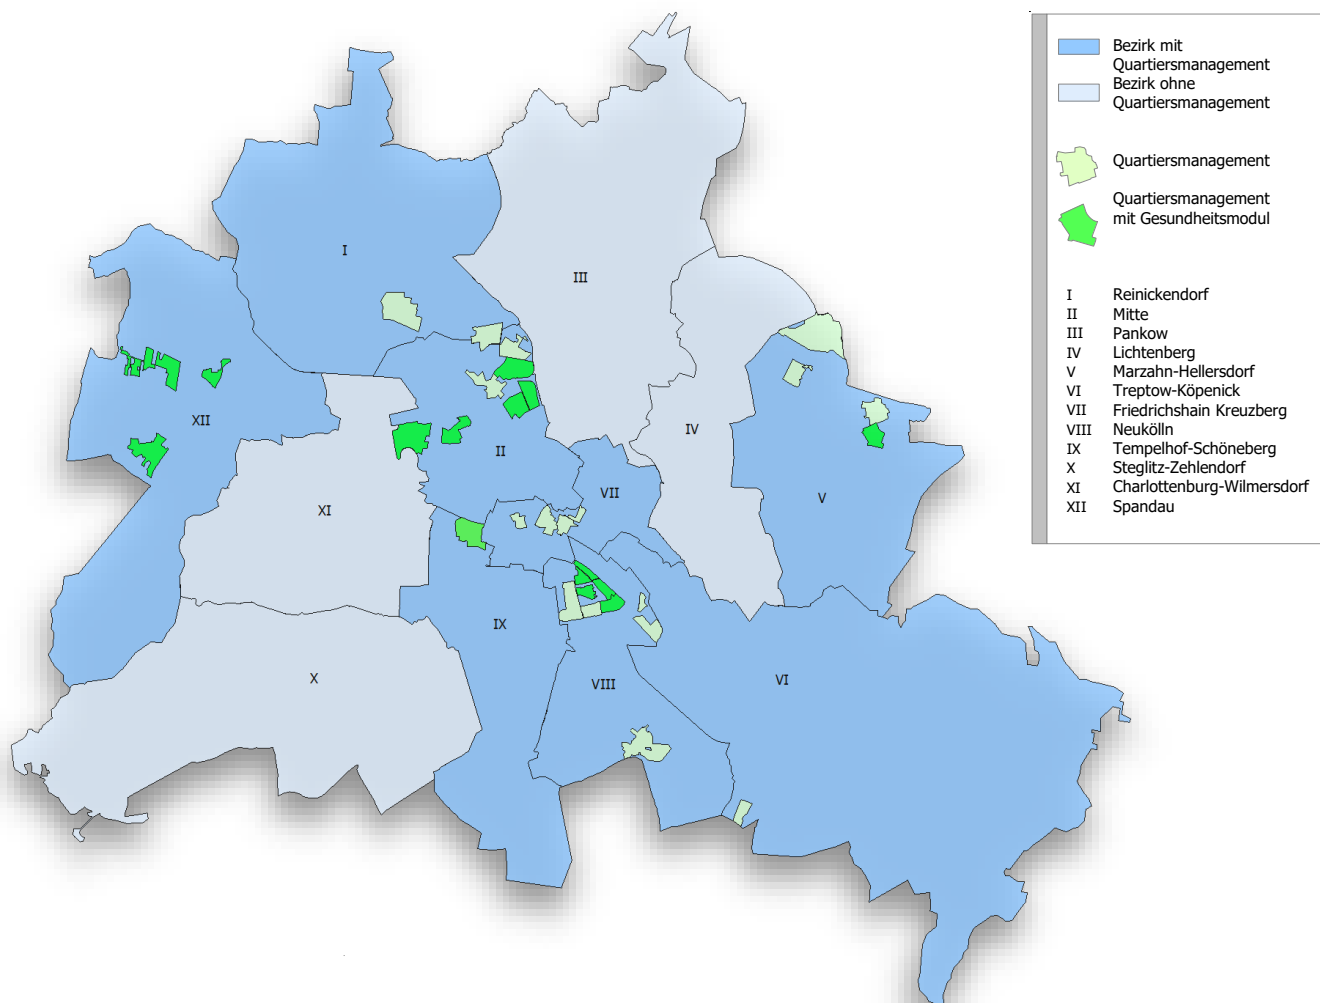 Bezirk mit
Quartiersmanagement
Bezirk ohne
Quartiersmanagement
Quartiersmanagement
Quartiersmanagement
mit Gesundheitsmodul
I Reinickendorf
II Mitte
III Pankow
IV Lichtenberg
V Marzahn-Hellersdorf
VI Treptow-Köpenick
VII Friedrichshain Kreuzberg
VIII Neukölln
IX Tempelhof-Schöneberg
X Steglitz-Zehlendorf
XI Charlottenburg-Wilmersdorf
XII Spandau
I
III
XII
IV
II
VII
V
XI
IX
X
VIII
VI